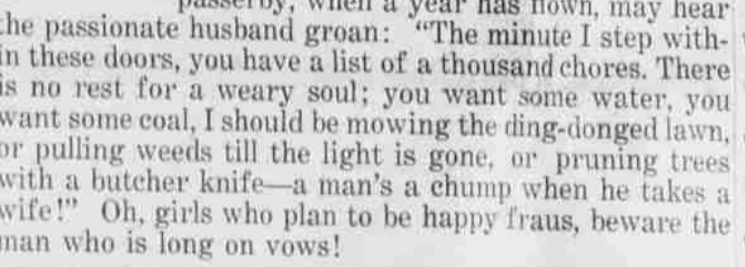 passerby, when a year has flown, may hear
the passionate husband groan: “The minute I step with-
in these doors, you have a list of a thousand chores. There
is no rest for a weary soul; you want some water, you
want some coal, I should be mowing the ding-donged lawn,
or pulling weeds till the light is gone, or pruning trees
with a butcher knife—a man’s a chump when he takes a
wife!” Oh, girls who plan to be happy fraus, beware the
man who is long on vows!